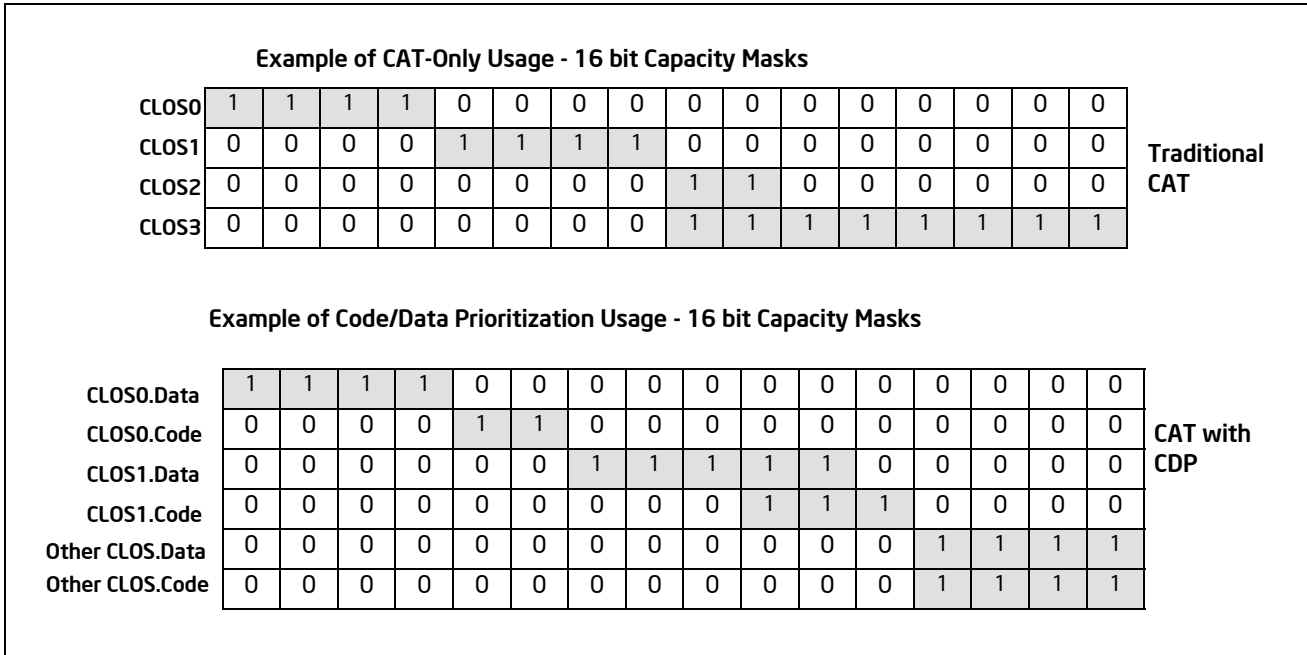 Example of CAT-Only Usage - 16 bit Capacity Masks
CLOS0 1 1 1 1 0 0 0 0 0 0 0 0 0 0 0 0
CLOS1 0 0 0 0 1 1 1 1 0 0 0 0 0 0 0 0
CLOS2 0 0 0 0 0 0 0 0 1 1 0 0 0 0 0 0
CLOS3 0 0 0 0 0 0 0 0 1 1 1 1 1 1 1 1
Traditional
CAT
Example of Code/Data Prioritization Usage - 16 bit Capacity Masks
CLOS0.Data 1 1 1 1 0 0 0 0 0 0 0 0 0 0 0 0
CLOS0.Code 0 0 0 0 1 1 0 0 0 0 0 0 0 0 0 0
CLOS1.Data 0 0 0 0 0 0 1 1 1 1 1 0 0 0 0 0
CLOS1.Code 0 0 0 0 0 0 0 0 0 1 1 1 0 0 0 0
Other CLOS.Data 0 0 0 0 0 0 0 0 0 0 0 0 1 1 1 1
Other CLOS.Code 0 0 0 0 0 0 0 0 0 0 0 0 1 1 1 1
CAT with
CDP